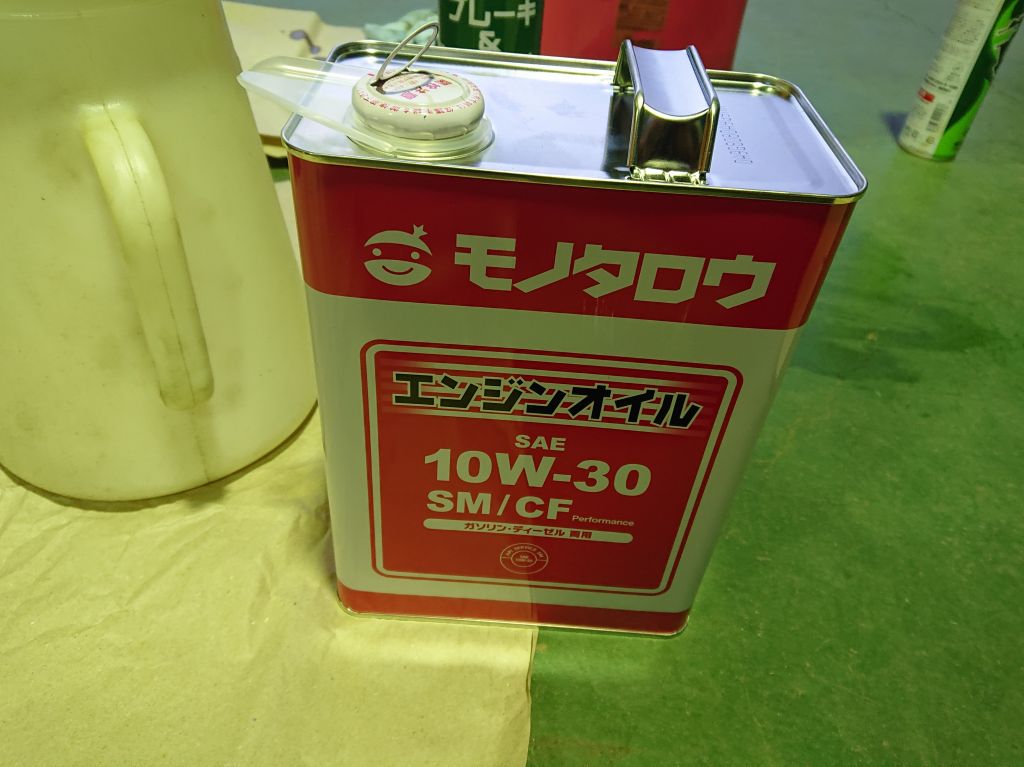 ブレーキ
&
モノタロウ
エンジンオイル
SAE
10W-30
SM/CF
Performance
ガソリン・ディーゼル 両用